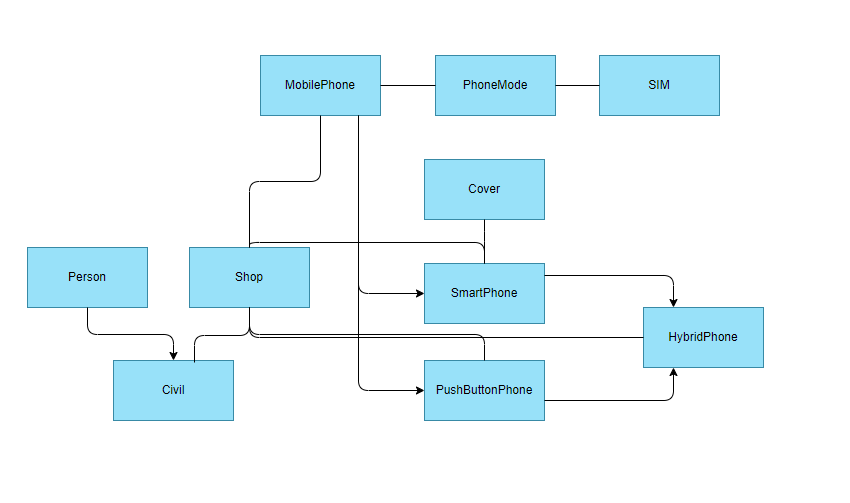 MobilePhone
PhoneMode
SIM
Cover
Person
Shop
SmartPhone
HybridPhone
Civil
PushButtonPhone